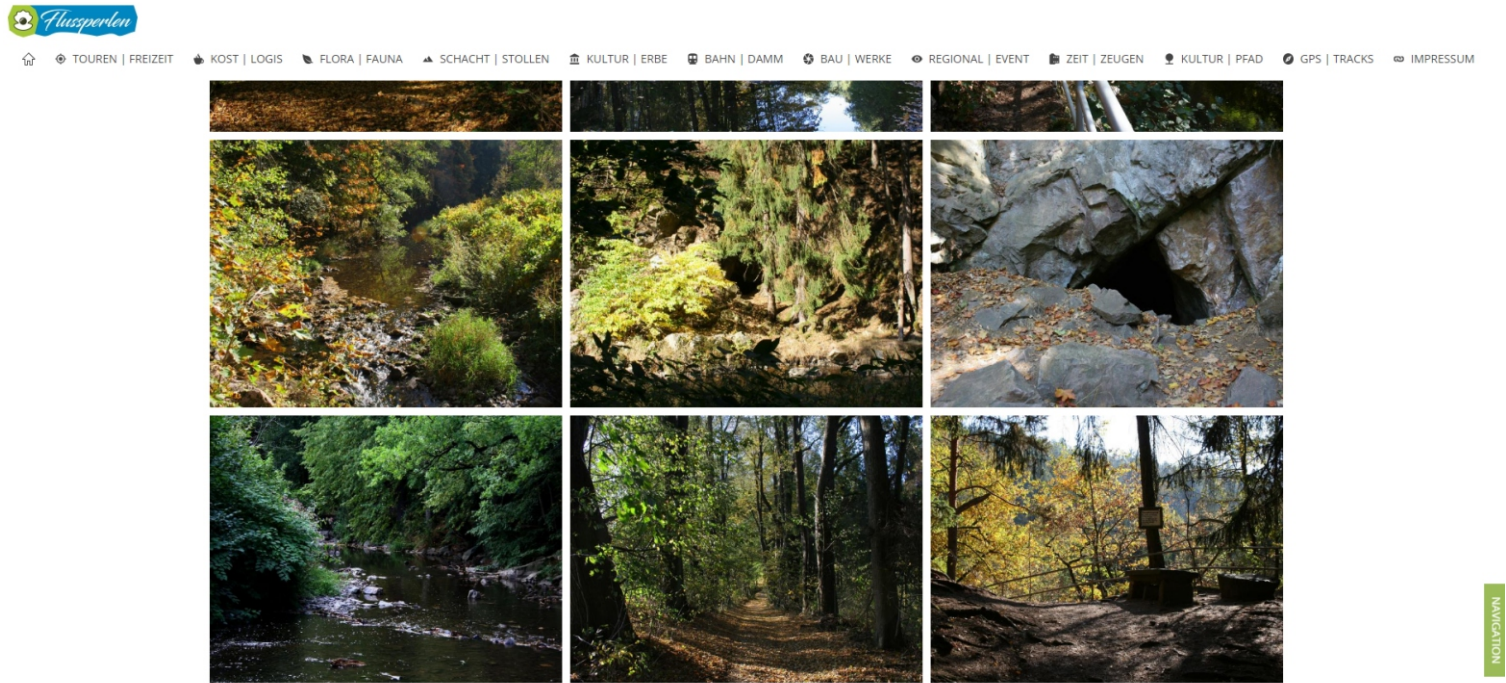 Flussperlen
TOUREN | FREIZEIT KOST | LOGIS FLORA | FAUNA SCHACHT | STOLLEN KULTUR | ERBE BAHN | DAMM BAU | WERKE REGIONAL | EVENT ZEIT | ZEUGEN KULTUR | PFAD GPS | TRACKS IMPRESSUM
NAVIGATION